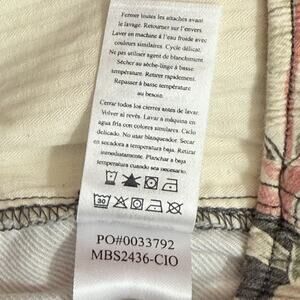 Fermer toutes les attaches avant
le lavage. Retourner sur l'envers
Laver en machine à l'eau froide avec
couleurs similaires. Cycle délicat.
Ne pas utiliser agent de blanchiment
Sécher au sèche-linge à basse
température. Retirer rapidement.
Repasser à basse température
au besoin.
Cerrar todo los cierres antes de lavar.
Voltear al revés. Lavar a máquina en
agua fria con colores similares. Ciclo
delicado. No usar blanqueador. Secar
en secadora a temperatura baja. Retirar
inmediatamente. Planchar a baja
temperatura cuando sea necesario.
PO#0033792
MBS2436-CIO